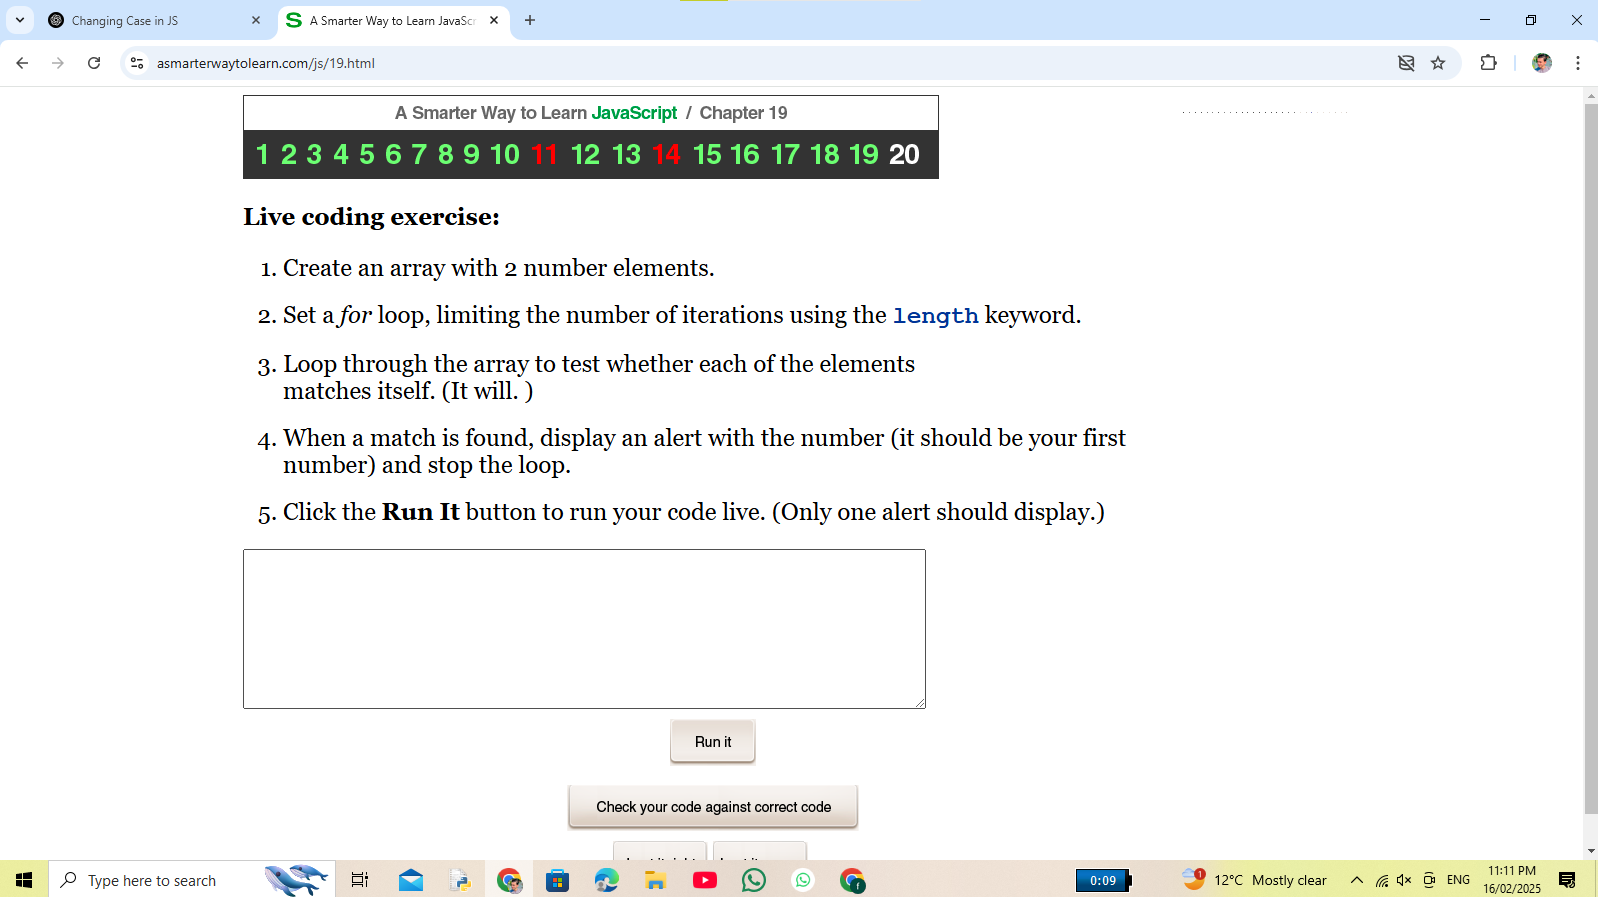 Changing Case in JS
A Smarter Way to Learn JavaSc
asmarterwaytolearn.com/js/19.html
A Smarter Way to Learn JavaScript / Chapter 19
1 2 3 4 5 6 7 8 9 10 11 12 13 14 15 16 17 18 19 20
Live coding exercise:
1. Create an array with 2 number elements.
2. Set a for loop, limiting the number of iterations using the length keyword.
3. Loop through the array to test whether each of the elements
matches itself. (It will. )
4. When a match is found, display an alert with the number (it should be your first
number) and stop the loop.
5. Click the Run It button to run your code live. (Only one alert should display.)
Run it
Check your code against correct code
Type here to search
0:09
1
12°C Mostly clear
ENG
11:11 PM
16/02/2025